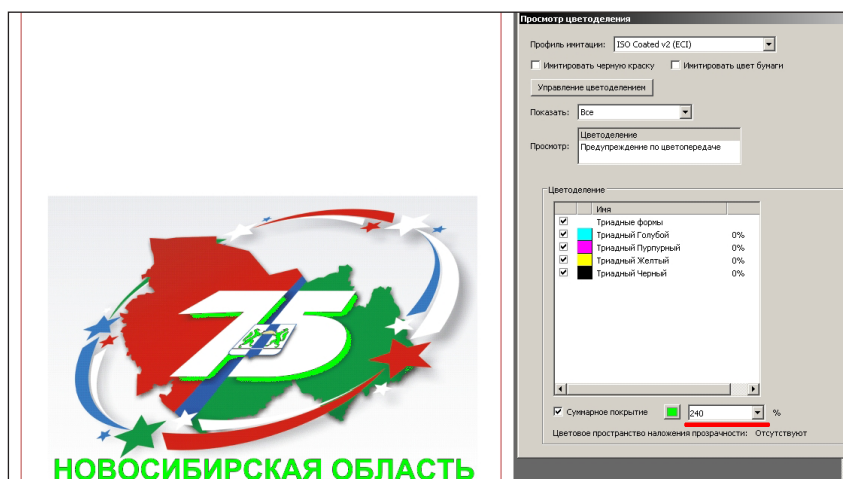 Просмотр цветоделения
Профиль имитации: ISO Coated v2 (ECI)
Имитировать черную краску Имитировать цвет бумаги
Управление цветоделением
Показать: Все
Просмотр: Цветоделение
Предупреждение по цветопередаче
Цветоделение
Имя
Триадные формы
Триадный Голубой 0%
Триадный Пурпурный 0%
Триадный Желтый 0%
Триадный Черный 0%
Суммарное покрытие 240 %
Цветовое пространство наложения прозрачности: Отсутствуют
75
НОВОСИБИРСКАЯ ОБЛАСТЬ